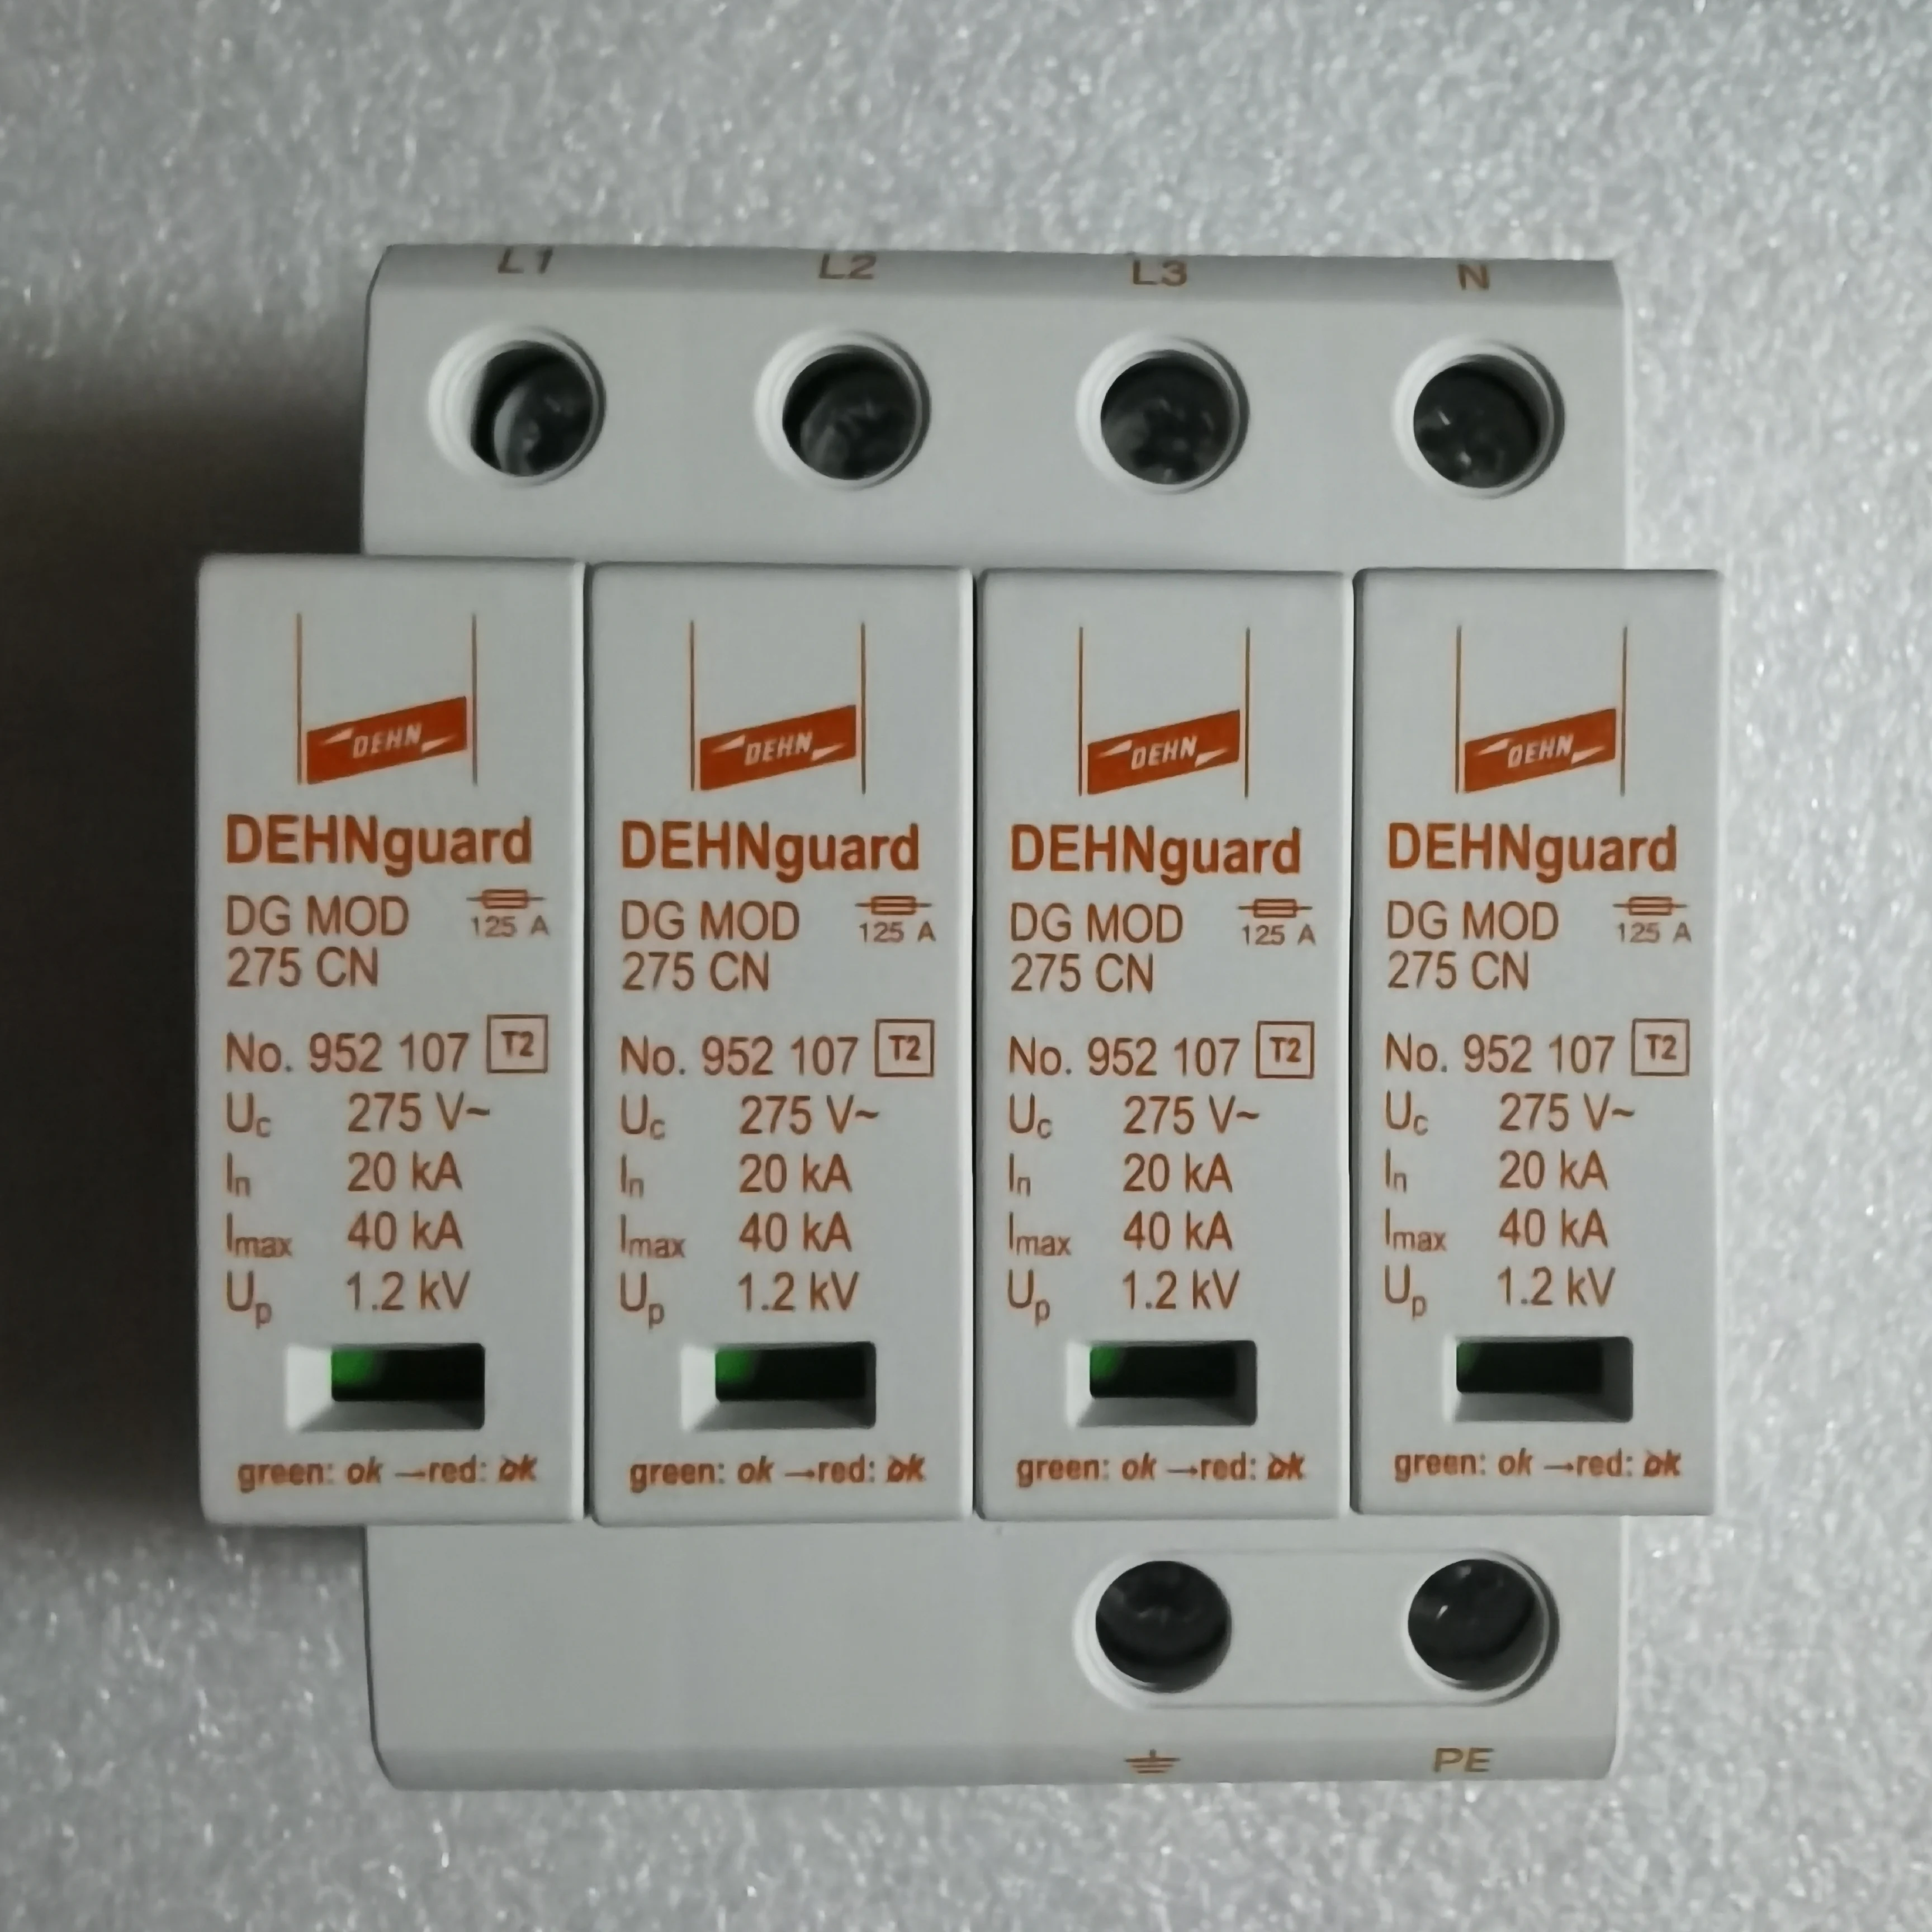 L1 L2 L3 N
DEHN
DEHNguard
DG MOD
125 A
275 CN
No. 952 107 T2
Uc 275 V~
In 20 kA
Imax 40 kA
Up 1.2 kV
green: ok →red: ok
DEHN
DEHNguard
DG MOD
125 A
275 CN
No. 952 107 T2
Uc 275 V~
In 20 kA
Imax 40 kA
Up 1.2 kV
green: ok →red: ok
DEHN
DEHNguard
DG MOD
125 A
275 CN
No. 952 107 T2
Uc 275 V~
In 20 kA
Imax 40 kA
Up 1.2 kV
green: ok →red: ok
DEHN
DEHNguard
DG MOD
125 A
275 CN
No. 952 107 T2
Uc 275 V~
In 20 kA
Imax 40 kA
Up 1.2 kV
green: ok →red: ok
PE